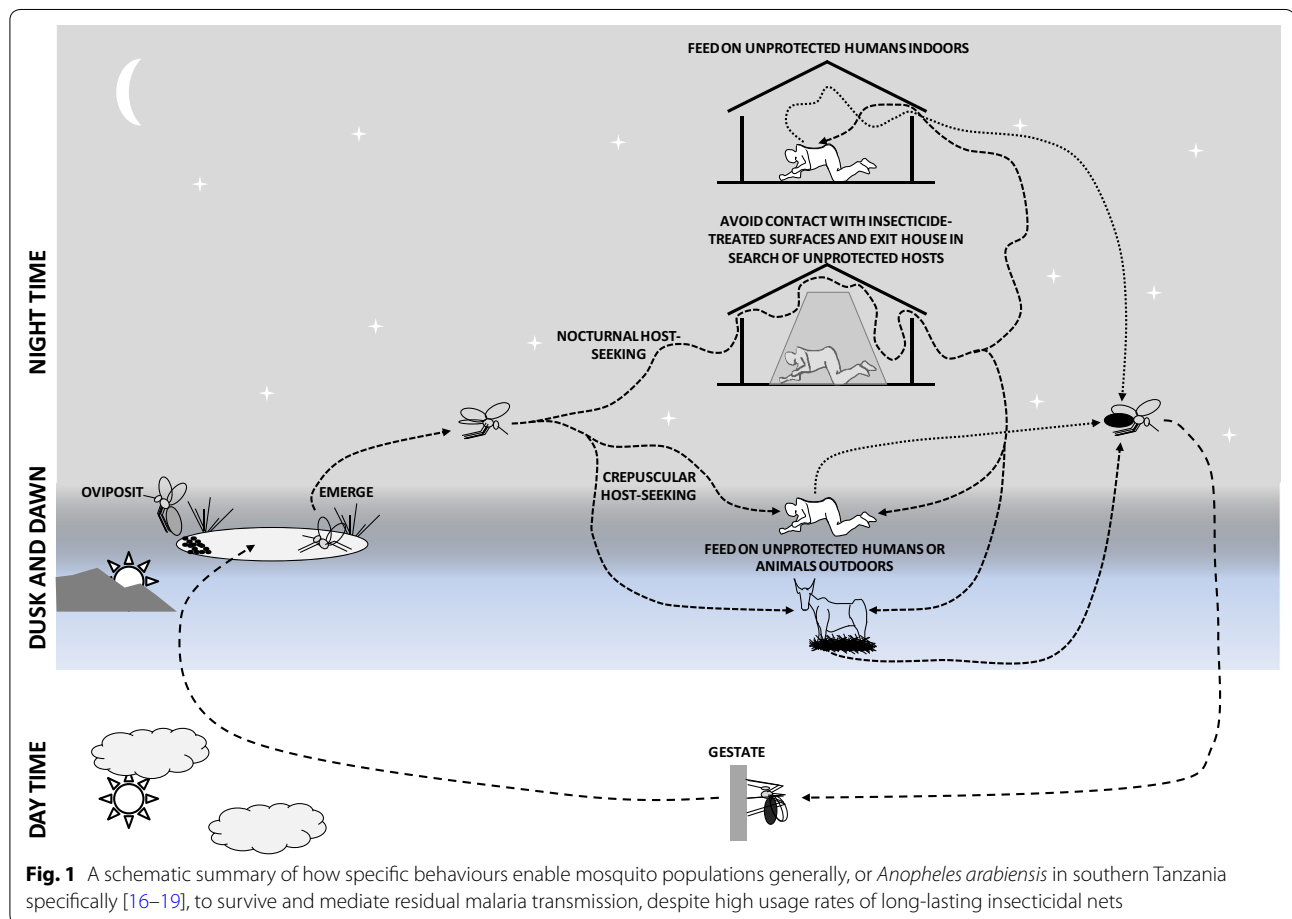 FEED ON UNPROTECTED HUMANS INDOORS
AVOID CONTACT WITH INSECTICIDE-
TREATED SURFACES AND EXIT HOUSE IN
SEARCH OF UNPROTECTED HOSTS
NIGHT TIME
NOCTURNAL HOST-
SEEKING
DUSK AND DAWN
OVIPOSIT
EMERGE
CREPUSCULAR
HOST-SEEKING
FEED ON UNPROTECTED HUMANS OR
ANIMALS OUTDOORS
DAY TIME
GESTATE
Fig. 1 A schematic summary of how specific behaviours enable mosquito populations generally, or Anopheles arabiensis in southern Tanzania
specifically [16–19], to survive and mediate residual malaria transmission, despite high usage rates of long-lasting insecticidal nets